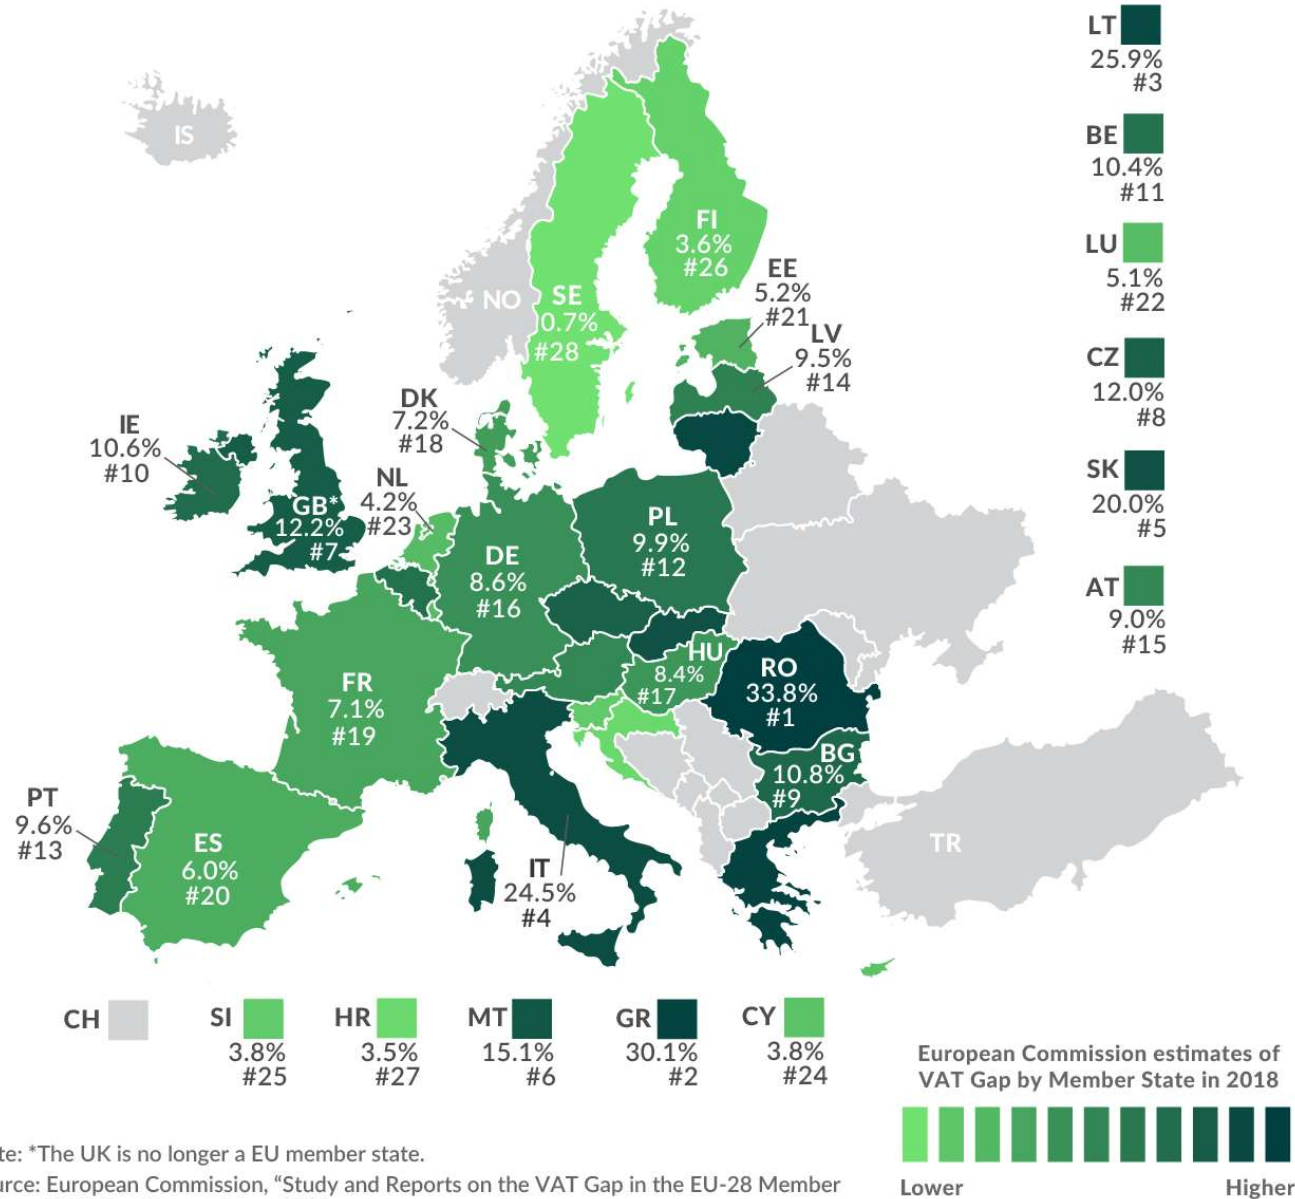 LT
25.9%
#3
BE
10.4%
#11
LU
5.1%
#22
CZ
12.0%
#8
SK
20.0%
#5
AT
9.0%
#15
IS
NO
FI
3.6%
#26
SE
0.7%
#28
EE
5.2%
#21
LV
9.5%
#14
DK
7.2%
#18
IE
10.6%
#10
GB*
12.2%
#7
NL
4.2%
#23
PL
9.9%
#12
DE
8.6%
#16
HU
8.4%
#17
RO
33.8%
#1
FR
7.1%
#19
BG
10.8%
#9
PT
9.6%
#13
ES
6.0%
#20
IT
24.5%
#4
TR
CH
SI
3.8%
#25
HR
3.5%
#27
MT
15.1%
#6
GR
30.1%
#2
CY
3.8%
#24
European Commission estimates of
VAT Gap by Member State in 2018
Lower Higher
te: *The UK is no longer a EU member state.
urce: European Commission, “Study and Reports on the VAT Gap in the EU-28 Member